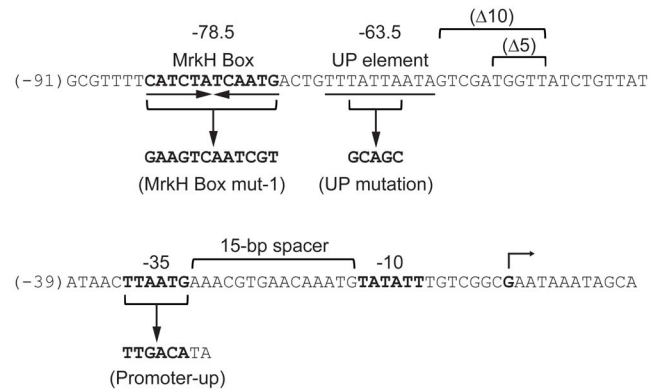 -78.5 -63.5 (Δ10)
MrkH Box UP element (Δ5)
(-91)GCGTTTTCATCTATCAATGACTGTTTATTAATAGTCGATGGTTATCTGTTAT
GAAGTCAATCGT GCAGC
(MrkH Box mut-1) (UP mutation)
-35 15-bp spacer -10
(-39)ATAACTTAATGAAACGTGAACAAATGTATATTTGTCGGCGAATAAATAGCA
TTGACATA
(Promoter-up)